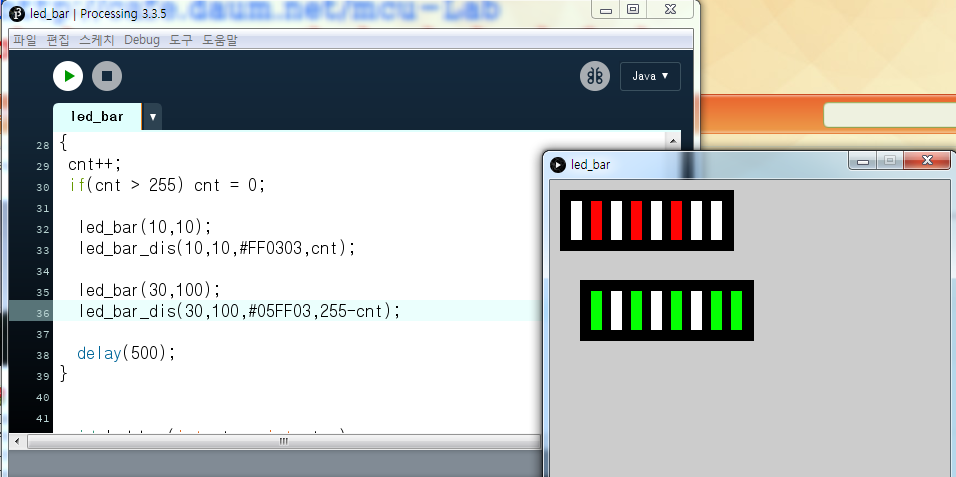 cafe.daum.net/mcu-Lab
led_bar | Processing 3.3.5
파일 편집 스케치 Debug 도구 도움말
Java ▼
led_bar ▼
28 {
29 cnt++;
30 if(cnt > 255) cnt = 0;
31
32 led_bar(10,10);
33 led_bar_dis(10,10,#FF0303,cnt);
34
35 led_bar(30,100);
36 led_bar_dis(30,100,#05FF03,255-cnt);
37
38 delay(500);
39 }
40
41
led_bar